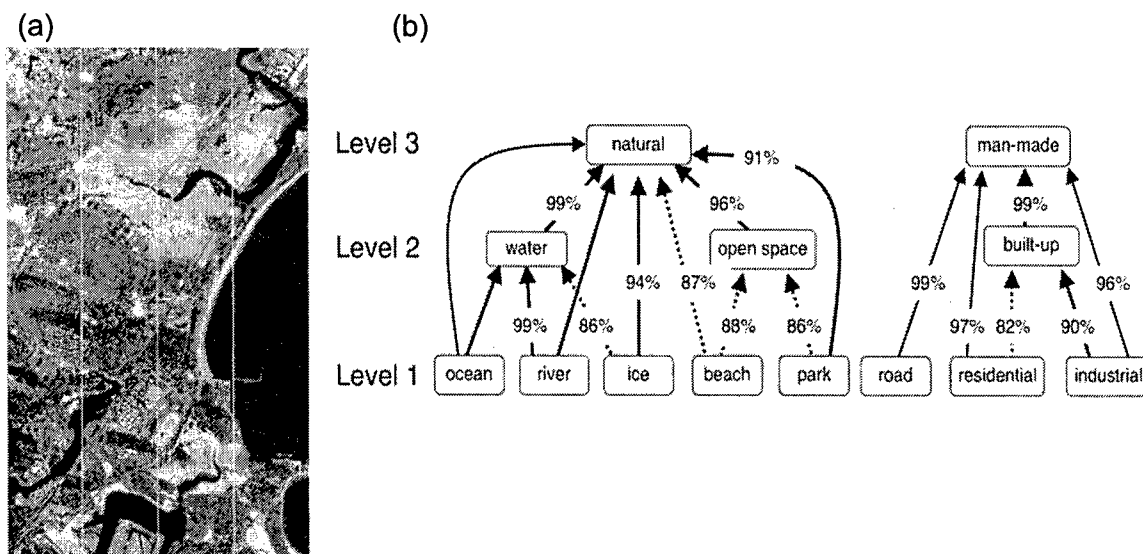 (a)
(b)
Level 3
natural
man-made
91%
99%
96%
99%
Level 2
water
open space
built-up
94%
87%
99%
96%
99%
86%
88%
86%
97%
82%
90%
Level 1
ocean
river
ice
beach
park
road
residential
industrial